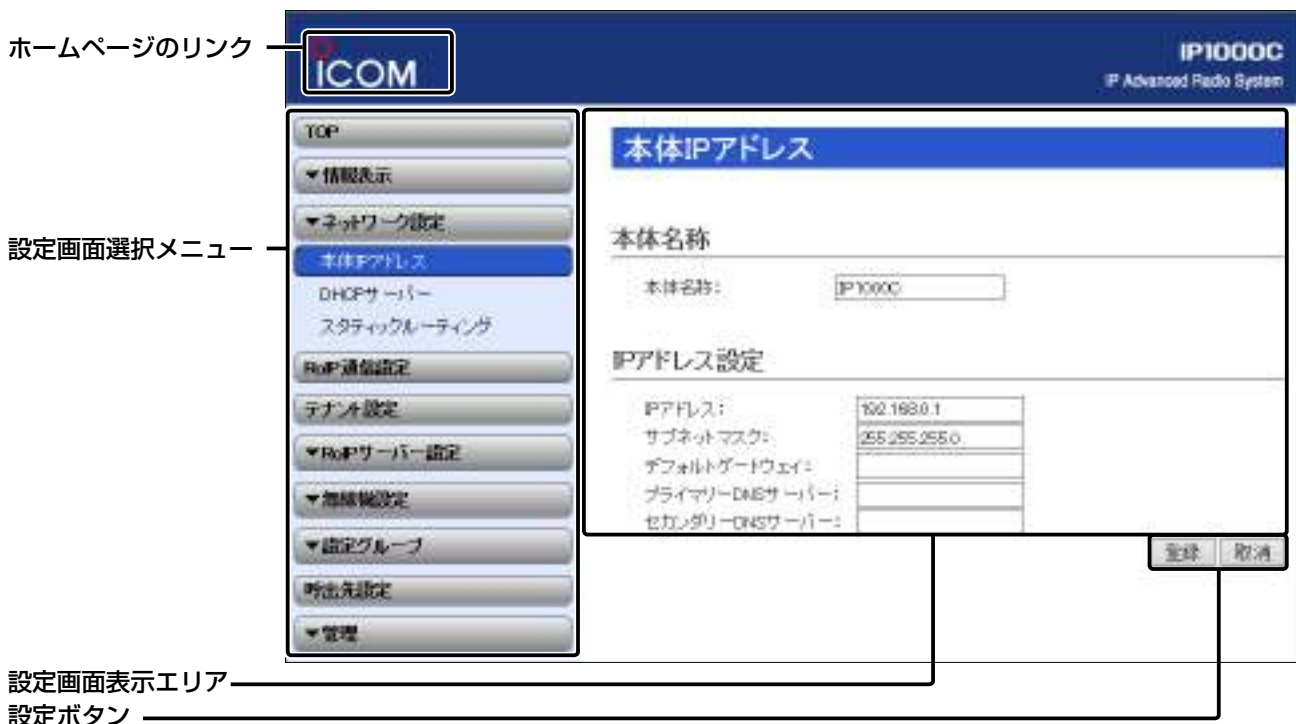 ホームページのリンク
ICOM
IP1000C
IP Advanced Radio System
TOP
▼情報表示
▼ネットワーク設定
本体IPアドレス
DHCPサーバー
スタティックルーティング
RoIP通信設定
テナント設定
▼RoIPサーバー設定
▼無線機設定
▼設定グループ
呼出先設定
▼管理
設定画面選択メニュー
本体IPアドレス
本体名称
本体名称: IP1000C
IPアドレス設定
IPアドレス: 192.168.0.1
サブネットマスク: 255.255.255.0
デフォルトゲートウェイ:
プライマリーDNSサーバー:
セカンダリーDNSサーバー:
登録 取消
設定画面表示エリア
設定ボタン